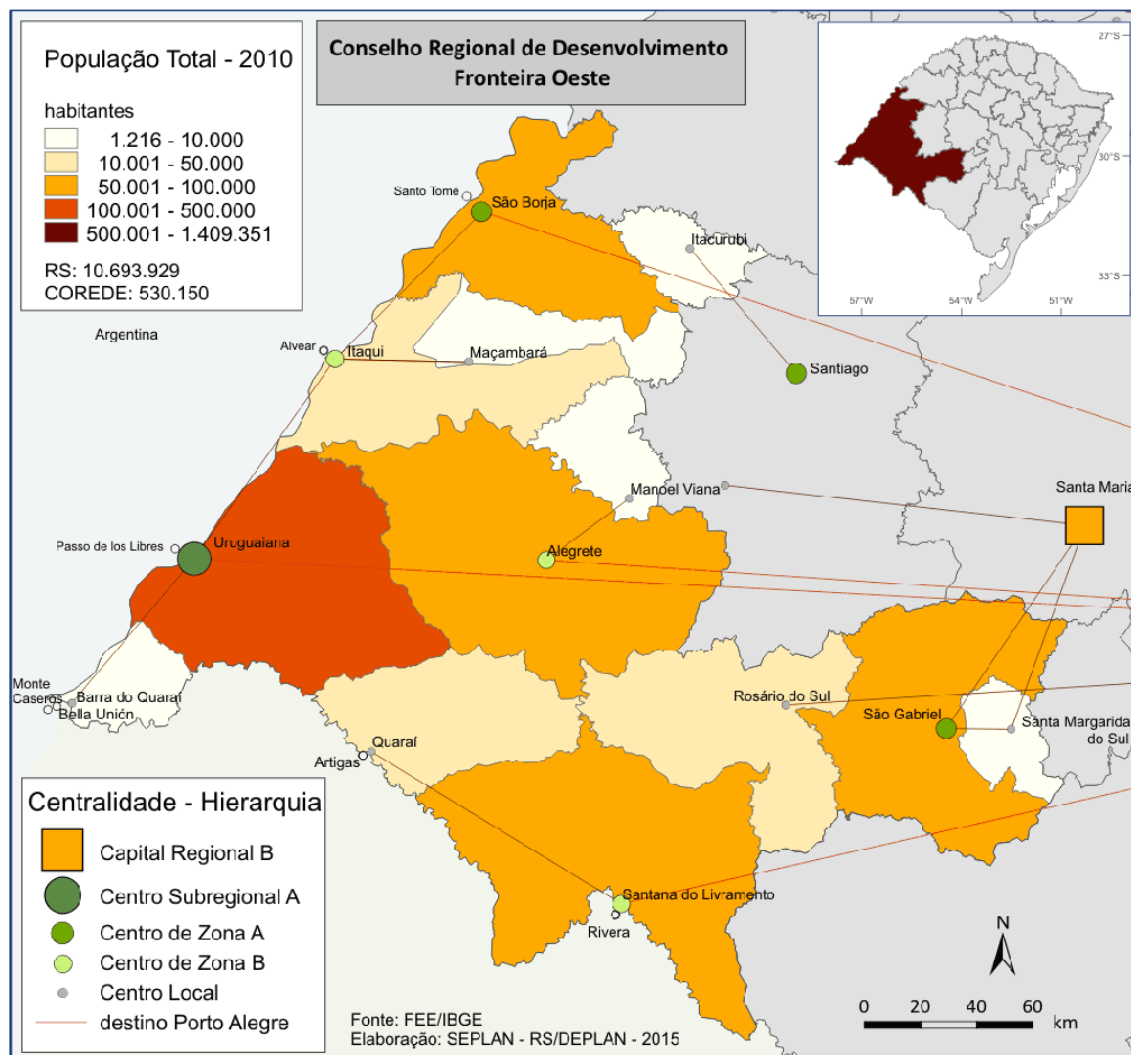 População Total - 2010
habitantes
1.216 - 10.000
10.001 - 50.000
50.001 - 100.000
100.001 - 500.000
500.001 - 1.409.351
RS: 10.693.929
COREDE: 530.150
Conselho Regional de Desenvolvimento
Fronteira Oeste
27°S
30°S
33°S
57°W
54°W
51°W
Santo Tome
São Borja
Itacurubi
Argentina
Alvear
Itaqui
Maçambará
Santiago
Manoel Viana
Santa Maria
Passo de los Libres
Uruguaiana
Alegrete
Monte
Caseros
Barra do Quaraí
Bella Unión
Rosário do Sul
São Gabriel
Santa Margarida
do Sul
Quaraí
Artigas
Santana do Livramento
Rivera
Centralidade - Hierarquia
Capital Regional B
Centro Subregional A
Centro de Zona A
Centro de Zona B
Centro Local
destino Porto Alegre
Fonte: FEE/IBGE
Elaboração: SEPLAN - RS/DEPLAN - 2015
N
0 20 40 60
km